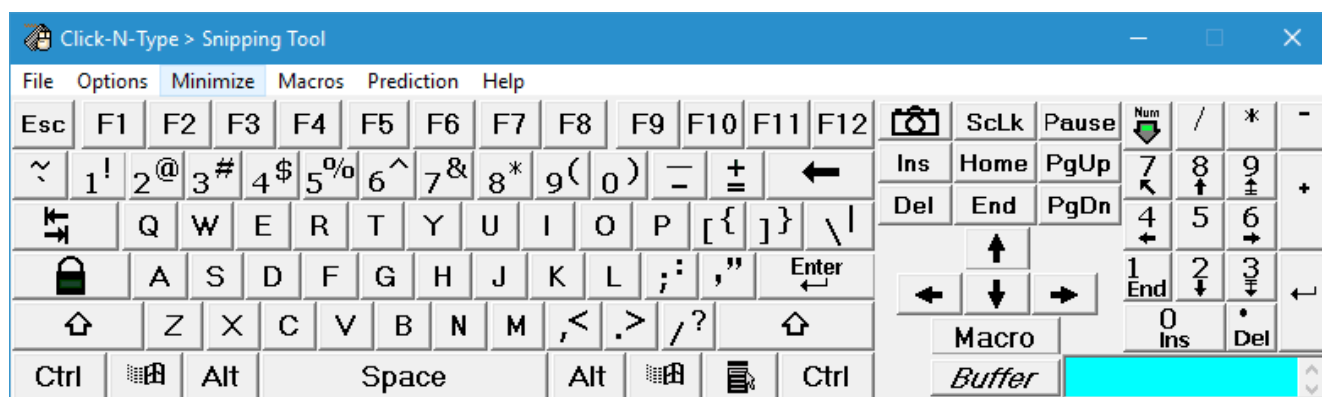 Click-N-Type > Snipping Tool
File Options Minimize Macros Prediction Help
Esc F1 F2 F3 F4 F5 F6 F7 F8 F9 F10 F11 F12 ScLk Pause Num / * -
~ ` 1 ! 2 @ 3 # 4 $ 5 % 6 ^ 7 & 8 * 9 ( 0 ) _ - + = Ins Home PgUp 7 8 9 +
Q W E R T Y U I O P [ { ] } \ | Del End PgDn 4 5 6
A S D F G H J K L ; : , ” Enter 1 End 2 3
Z X C V B N M , < . > / ? Macro 0 Ins . Del
Ctrl Alt Space Alt Ctrl Buffer